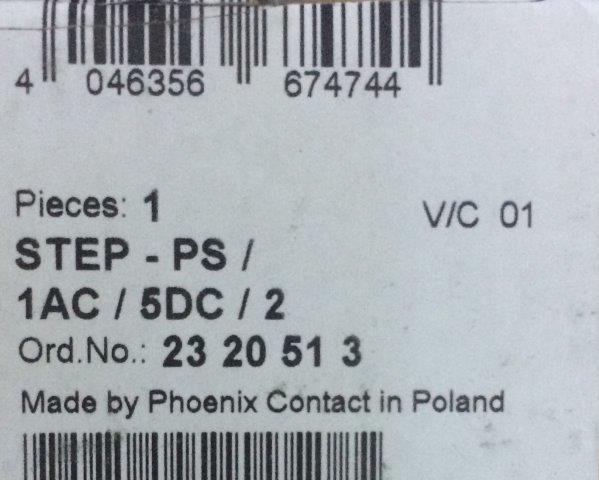 4 046356 674744
Pieces: 1
V/C 01
STEP - PS /
1AC / 5DC / 2
Ord.No.: 23 20 51 3
Made by Phoenix Contact in Poland